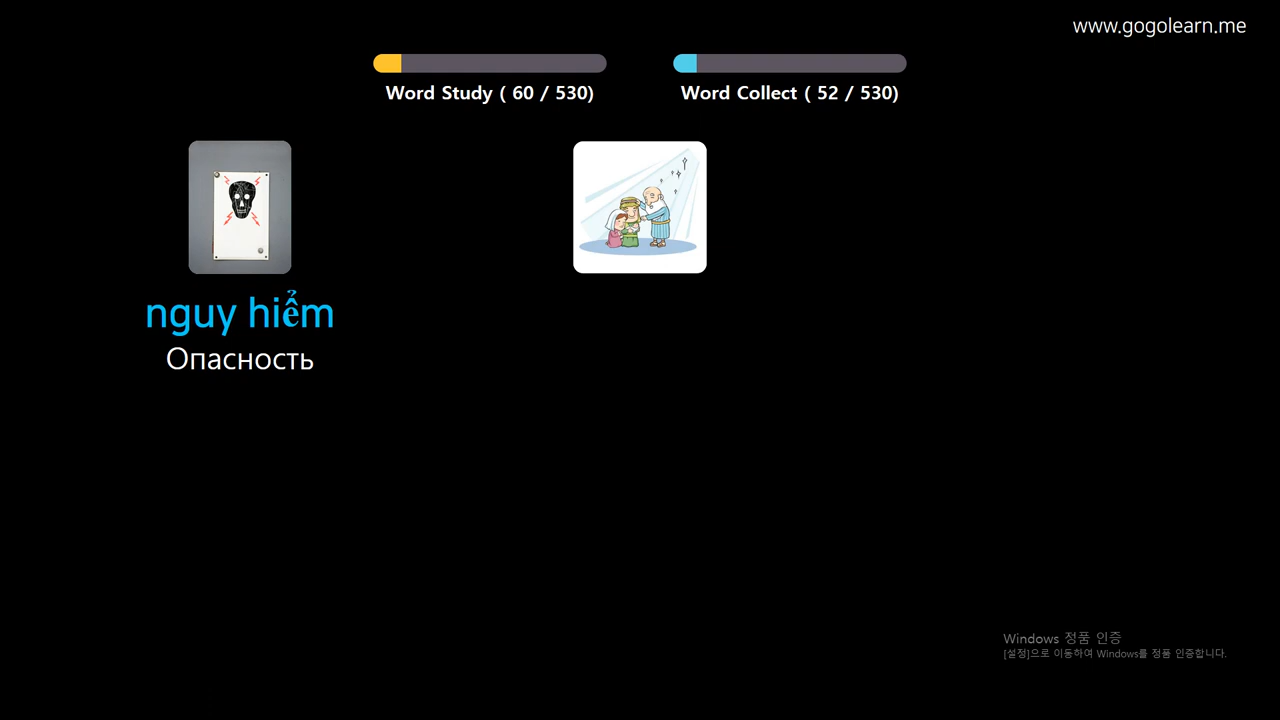 www.gogolearn.me
Word Study ( 60 / 530)
Word Collect ( 52 / 530)
nguy hiểm
Опасность
Windows 정품 인증
[설정]으로 이동하여 Windows를 정품 인증합니다.